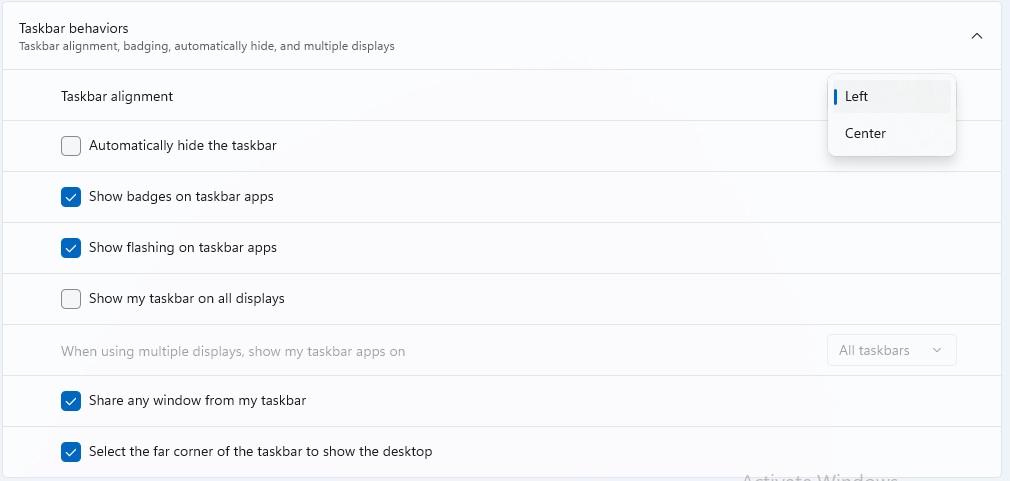 Taskbar behaviors
Taskbar alignment, badging, automatically hide, and multiple displays
Taskbar alignment
Left
Center
Automatically hide the taskbar
Show badges on taskbar apps
Show flashing on taskbar apps
Show my taskbar on all displays
When using multiple displays, show my taskbar apps on
All taskbars
Share any window from my taskbar
Select the far corner of the taskbar to show the desktop
Activate Windows